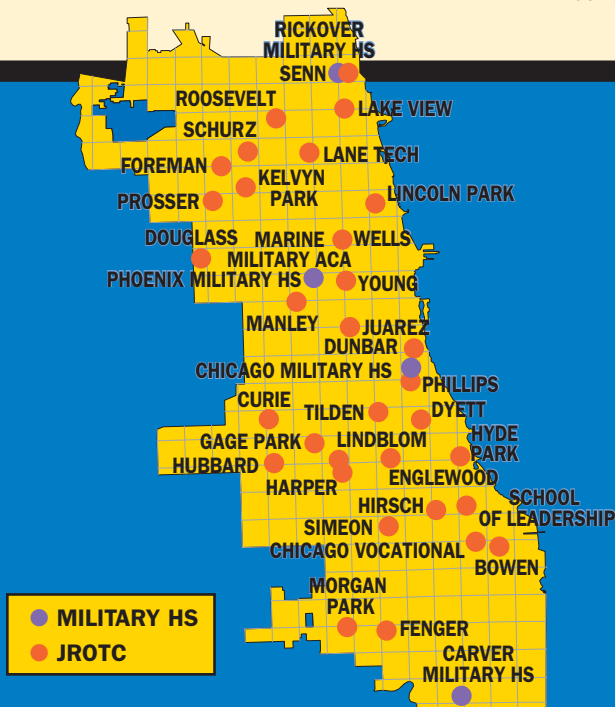 RICKOVER
MILITARY HS
SENN
ROOSEVELT
LAKE VIEW
SCHURZ
LANE TECH
FOREMAN
KELVYN
PARK
PROSSER
LINCOLN PARK
DOUGLASS
MARINE
MILITARY ACA
WELLS
PHOENIX MILITARY HS
YOUNG
MANLEY
JUAREZ
DUNBAR
CHICAGO MILITARY HS
PHILLIPS
CURIE
TILDEN
DYETT
GAGE PARK
LINDBLOM
HYDE
PARK
HUBBARD
ENGLEWOOD
HARPER
HIRSCH
SCHOOL
OF LEADERSHIP
SIMEON
CHICAGO VOCATIONAL
BOWEN
MORGAN
PARK
FENGER
CARVER
MILITARY HS
MILITARY HS
JROTC